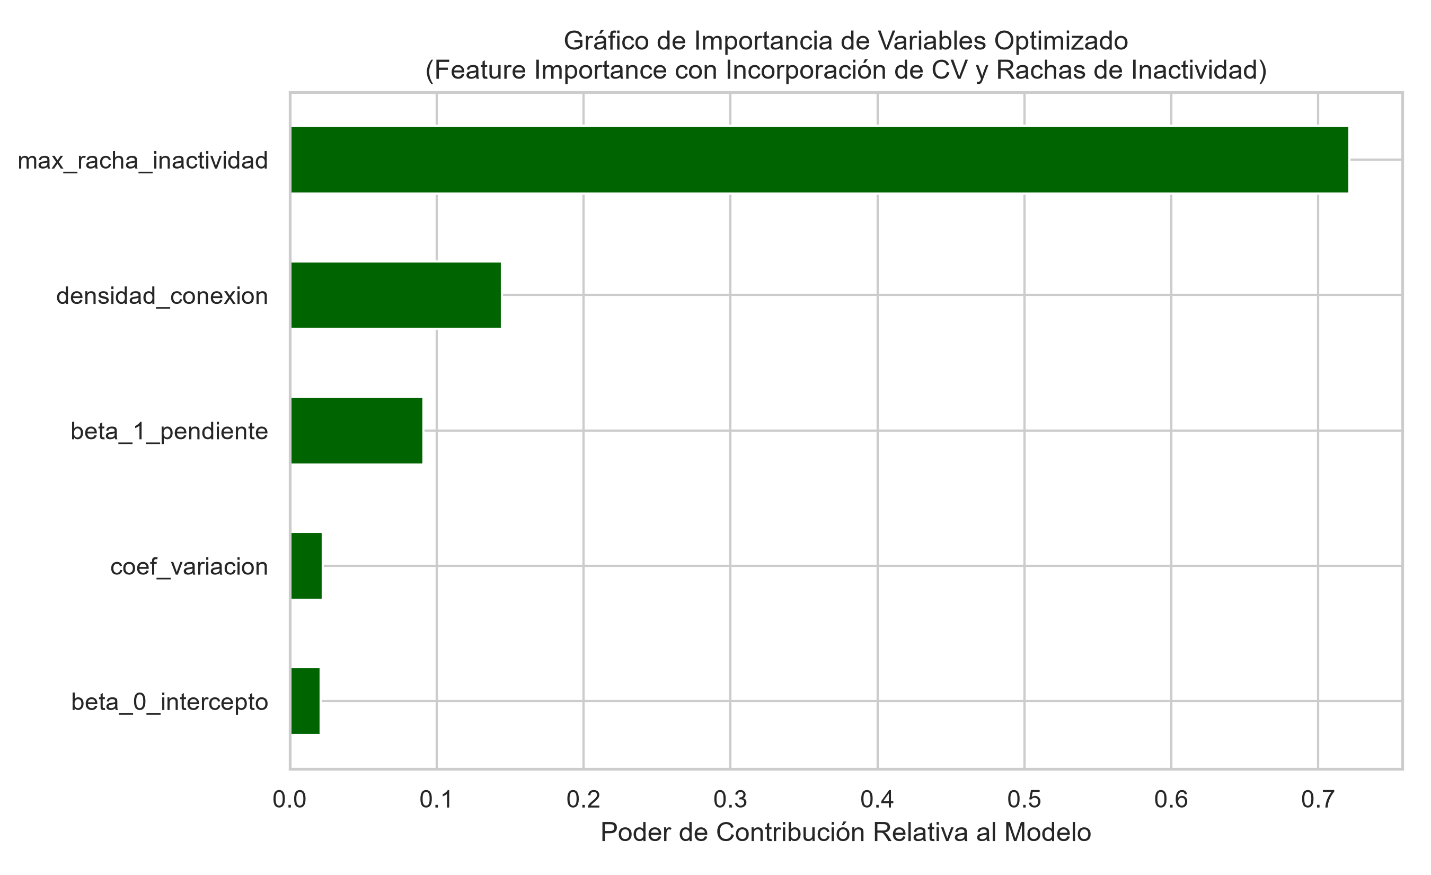 Gráfico de Importancia de Variables Optimizado
(Feature Importance con Incorporación de CV y Rachas de Inactividad)
max_racha_inactividad
densidad_conexion
beta_1_pendiente
coef_variacion
beta_0_intercepto
0.0 0.1 0.2 0.3 0.4 0.5 0.6 0.7
Poder de Contribución Relativa al Modelo